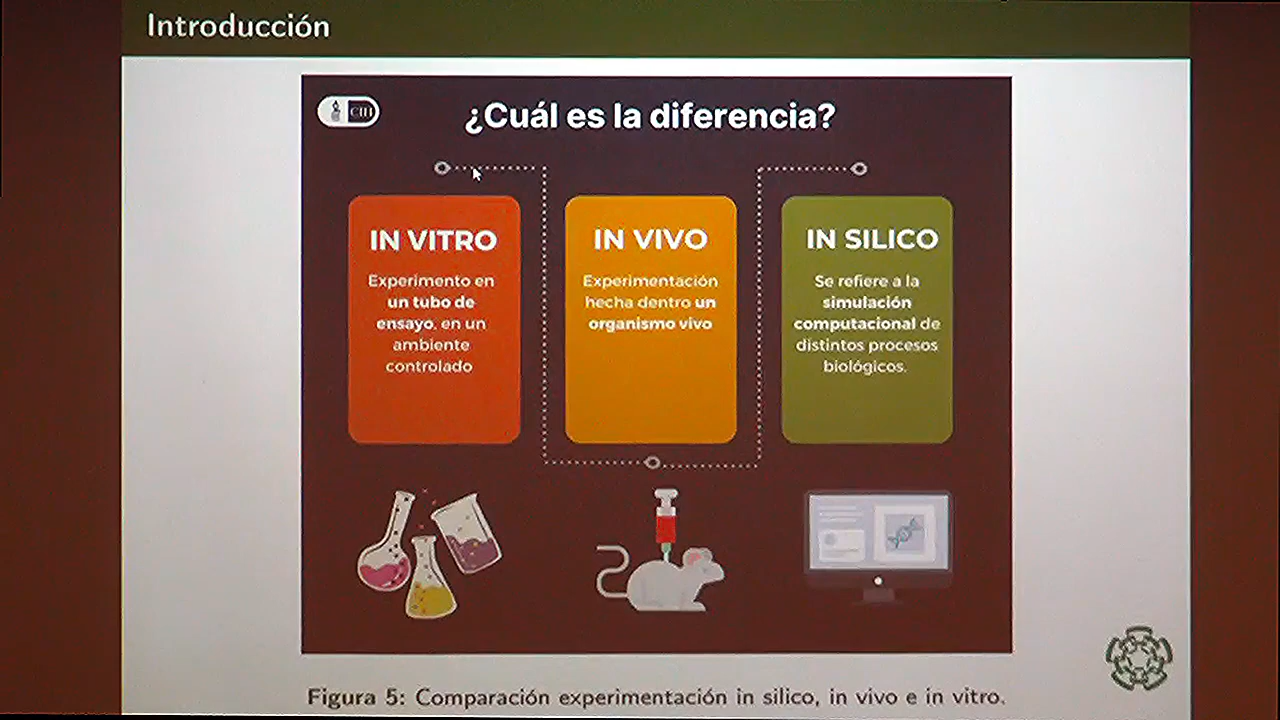 Introducción
CIH
¿Cuál es la diferencia?
IN VITRO
Experimento en
un tubo de
ensayo, en un
ambiente
controlado
IN VIVO
Experimentación
hecha dentro un
organismo vivo
IN SILICO
Se refiere a la
simulación
computacional de
distintos procesos
biológicos.
Figura 5: Comparación experimentación in silico, in vivo e in vitro.